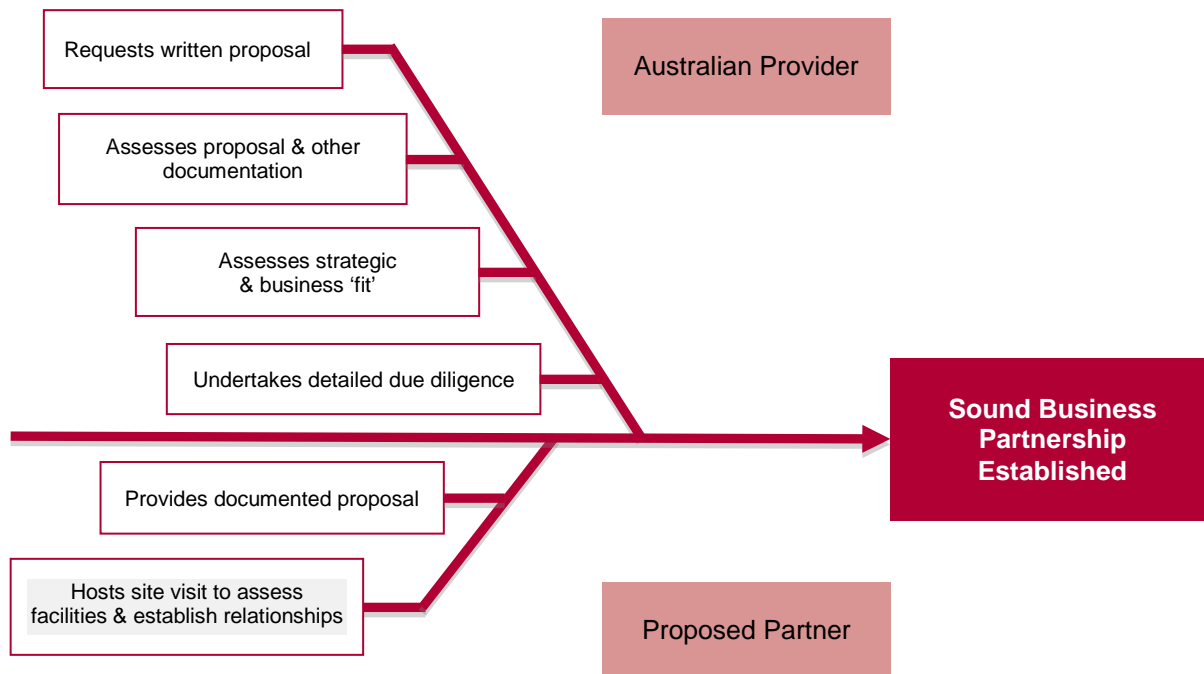 Requests written proposal
Australian Provider
Assesses proposal & other
documentation
Assesses strategic
& business ‘fit’
Undertakes detailed due diligence
Sound Business
Partnership
Established
Provides documented proposal
Hosts site visit to assess
facilities & establish relationships
Proposed Partner